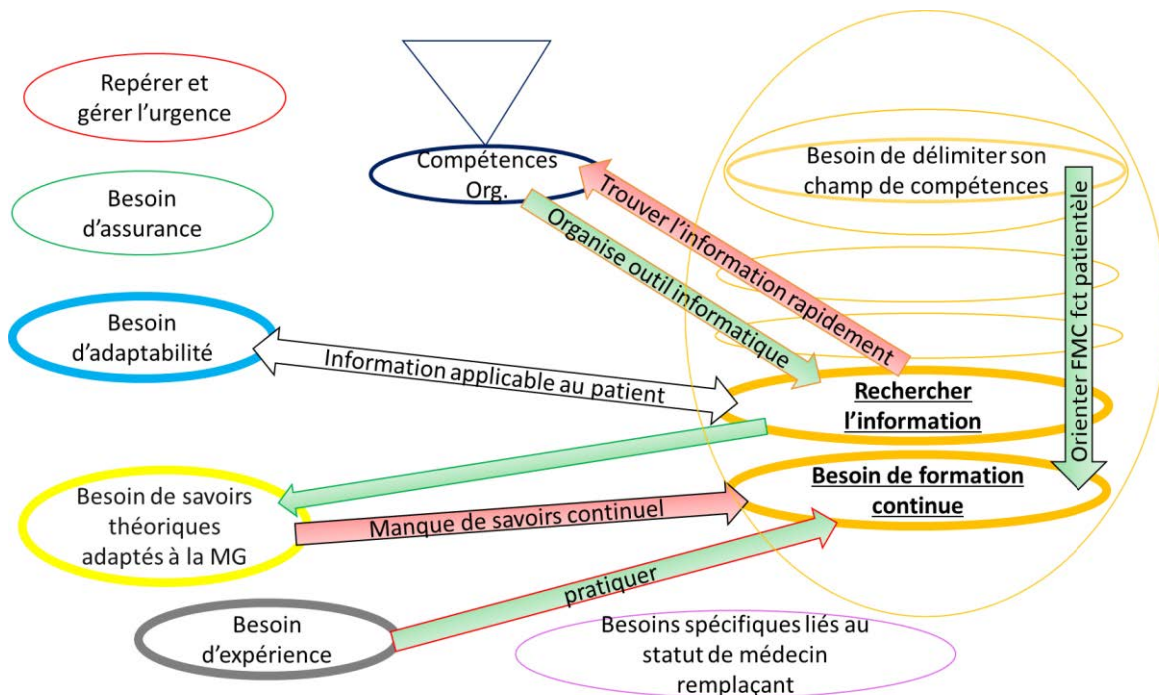 Repérer et
gérer l'urgence
Compétences
Org.
Besoin de délimiter son
champ de compétences
Besoin
d'assurance
Trouver l'information rapidement
Organise outil informatique
Orienter FMC fct patientèle
Besoin
d'adaptabilité
Information applicable au patient
Rechercher
l'information
Besoin de savoirs
théoriques
adaptés à la MG
Manque de savoirs continuel
Besoin de formation
continue
pratiquer
Besoin
d'expérience
Besoins spécifiques liés au
statut de médecin
remplaçant